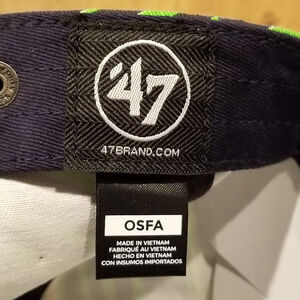 '47
47BRAND.COM
OSFA
MADE IN VIETNAM
FABRIQUÉ AU VIETNAM
HECHO EN VIETNAM
CON INSUMOS IMPORTADOS